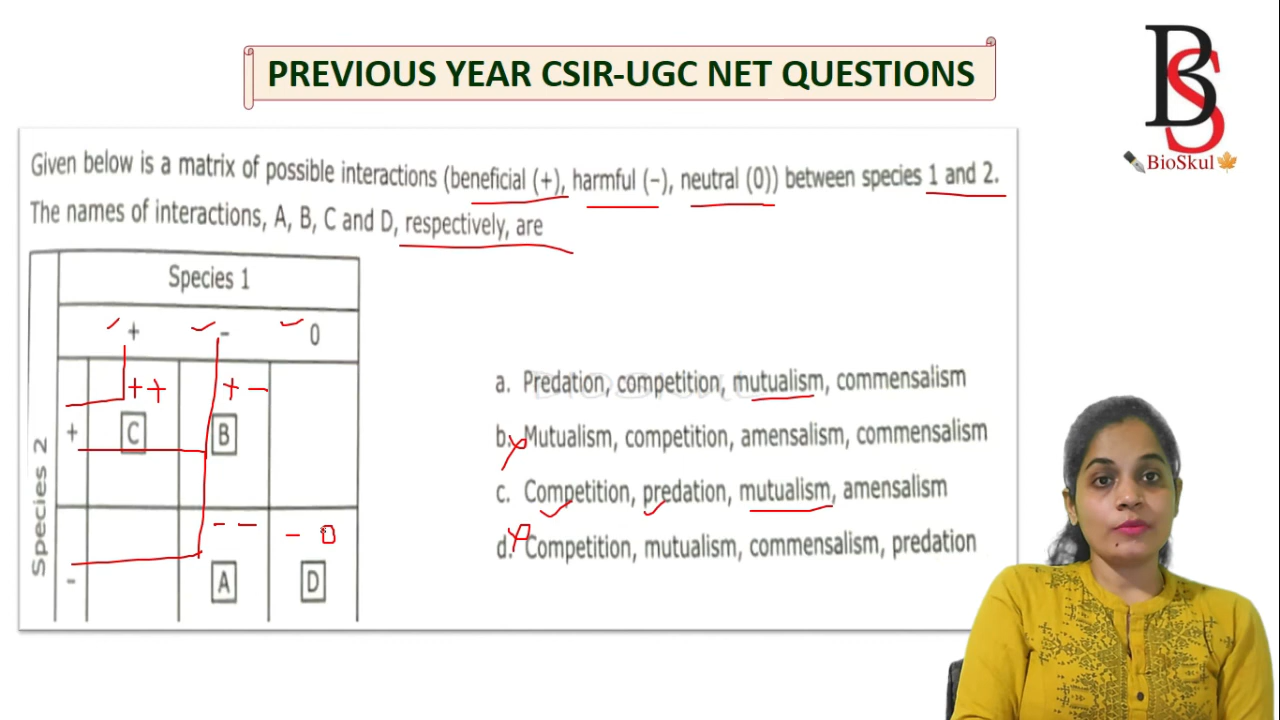 PREVIOUS YEAR CSIR-UGC NET QUESTIONS
BS
BioSkul
Given below is a matrix of possible interactions (beneficial (+), harmful (−), neutral (0)) between species 1 and 2.
The names of interactions, A, B, C and D, respectively, are
Species 1
+ - 0
++ + -
Species 2
+ C B
- - - 0
- A D
a. Predation, competition, mutualism, commensalism
b. Mutualism, competition, amensalism, commensalism
c. Competition, predation, mutualism, amensalism
d. Competition, mutualism, commensalism, predation
BIOSKUL